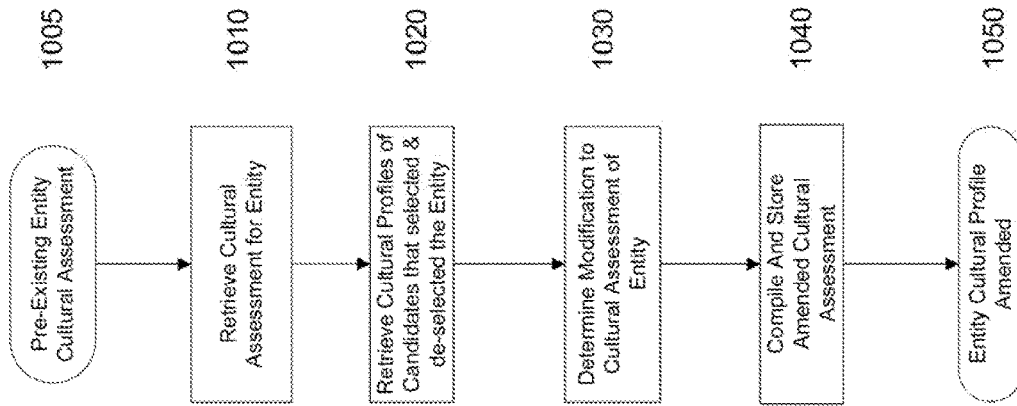 Pre-Existing Entity
Cultural Assessment
1005
Retrieve Cultural
Assessment for Entity
1010
Retrieve Cultural Profiles of
Candidates that selected &
de-selected the Entity
1020
Determine Modification to
Cultural Assessment of
Entity
1030
Compile And Store
Amended Cultural
Assessment
1040
Entity Cultural Profile
Amended
1050